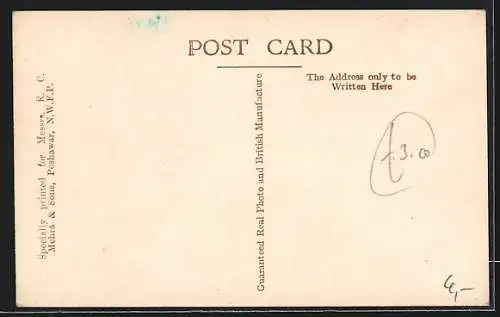 POST CARD
The Address only to be
Written Here
Specially printed for Messrs. R. C.
Mehra & Sons, Peshawar, N.W.F.P.
Guaranteed Real Photo and British Manufacture
£3.00
4,-